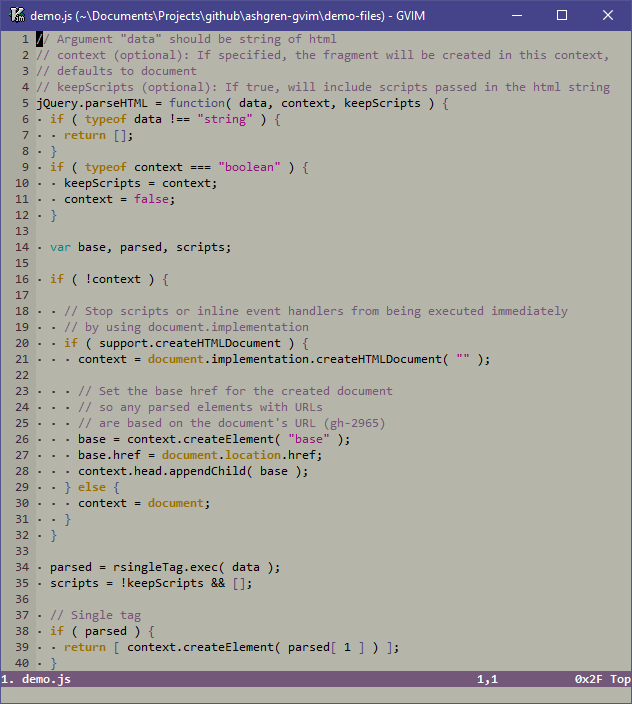 demo.js (~\Documents\Projects\github\ashgren-gvim\demo-files) - GVIM
1 // Argument "data" should be string of html
2 // context (optional): If specified, the fragment will be created in this context,
3 // defaults to document
4 // keepScripts (optional): If true, will include scripts passed in the html string
5 jQuery.parseHTML = function( data, context, keepScripts ) {
6 · if ( typeof data !== "string" ) {
7 · · return [];
8 · }
9 · if ( typeof context === "boolean" ) {
10 · · keepScripts = context;
11 · · context = false;
12 · }
13
14 · var base, parsed, scripts;
15
16 · if ( !context ) {
17
18 · · // Stop scripts or inline event handlers from being executed immediately
19 · · // by using document.implementation
20 · · if ( support.createHTMLDocument ) {
21 · · · context = document.implementation.createHTMLDocument( "" );
22
23 · · · // Set the base href for the created document
24 · · · // so any parsed elements with URLs
25 · · · // are based on the document's URL (gh-2965)
26 · · · base = context.createElement( "base" );
27 · · · base.href = document.location.href;
28 · · · context.head.appendChild( base );
29 · · } else {
30 · · · context = document;
31 · · }
32 · }
33
34 · parsed = rsingleTag.exec( data );
35 · scripts = !keepScripts && [];
36
37 · // Single tag
38 · if ( parsed ) {
39 · · return [ context.createElement( parsed[ 1 ] ) ];
40 · }
1. demo.js 1,1 0x2F Top